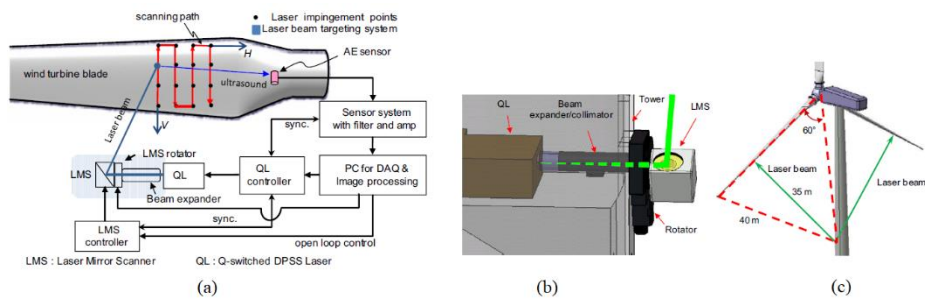 Laser impingement points
Laser beam targeting system
scanning path
H
AE sensor
wind turbine blade
ultrasound
Laser beam
V
sync.
Sensor system
with filter and amp
LMS rotator
LMS
QL
QL
controller
PC for DAQ &
Image processing
Beam expander
sync.
LMS
controller
open loop control
LMS : Laser Mirror Scanner
QL : Q-switched DPSS Laser
(a)
QL
Beam
expander/collimator
Tower
LMS
Rotator
(b)
60°
Laser beam
35 m
Laser beam
40 m
(c)